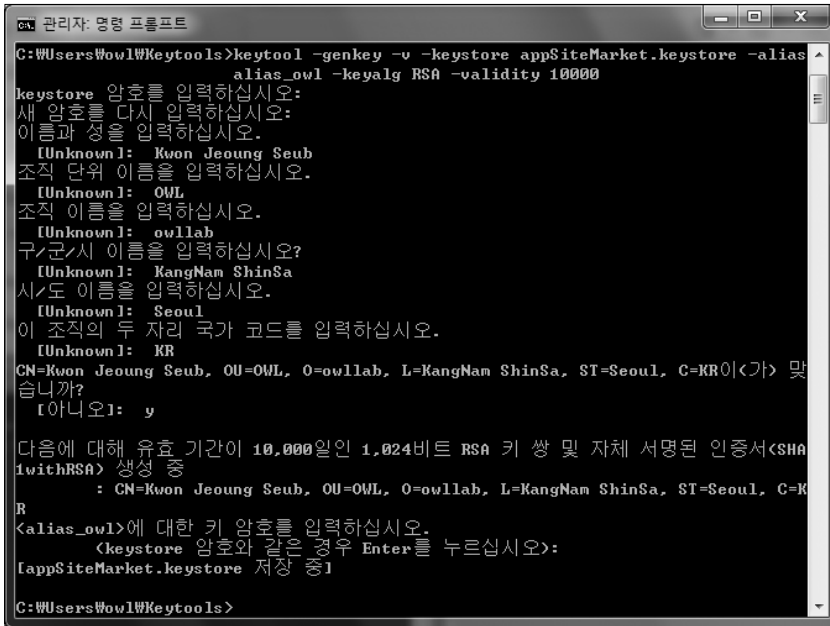 관리자: 명령 프롬프트
C:₩Users₩owl₩Keytools>keytool -genkey -v -keystore appSiteMarket.keystore -alias
alias_owl -keyalg RSA -validity 10000
keystore 암호를 입력하십시오:
새 암호를 다시 입력하십시오:
이름과 성을 입력하십시오.
[Unknown]:  Kwon Jeoung Seub
조직 단위 이름을 입력하십시오.
[Unknown]:  OWL
조직 이름을 입력하십시오.
[Unknown]:  owllab
구/군/시 이름을 입력하십시오?
[Unknown]:  KangNam ShinSa
시/도 이름을 입력하십시오.
[Unknown]:  Seoul
이 조직의 두 자리 국가 코드를 입력하십시오.
[Unknown]:  KR
CN=Kwon Jeoung Seub, OU=OWL, O=owllab, L=KangNam ShinSa, ST=Seoul, C=KR이(가) 맞
습니까?
[아니오]:  y
다음에 대해 유효 기간이 10,000일인 1,024비트 RSA 키 쌍 및 자체 서명된 인증서(SHA
1withRSA) 생성 중
: CN=Kwon Jeoung Seub, OU=OWL, O=owllab, L=KangNam ShinSa, ST=Seoul, C=K
R
<alias_owl>에 대한 키 암호를 입력하십시오.
(keystore 암호와 같은 경우 Enter를 누르십시오):
[appSiteMarket.keystore 저장 중]
C:₩Users₩owl₩Keytools>